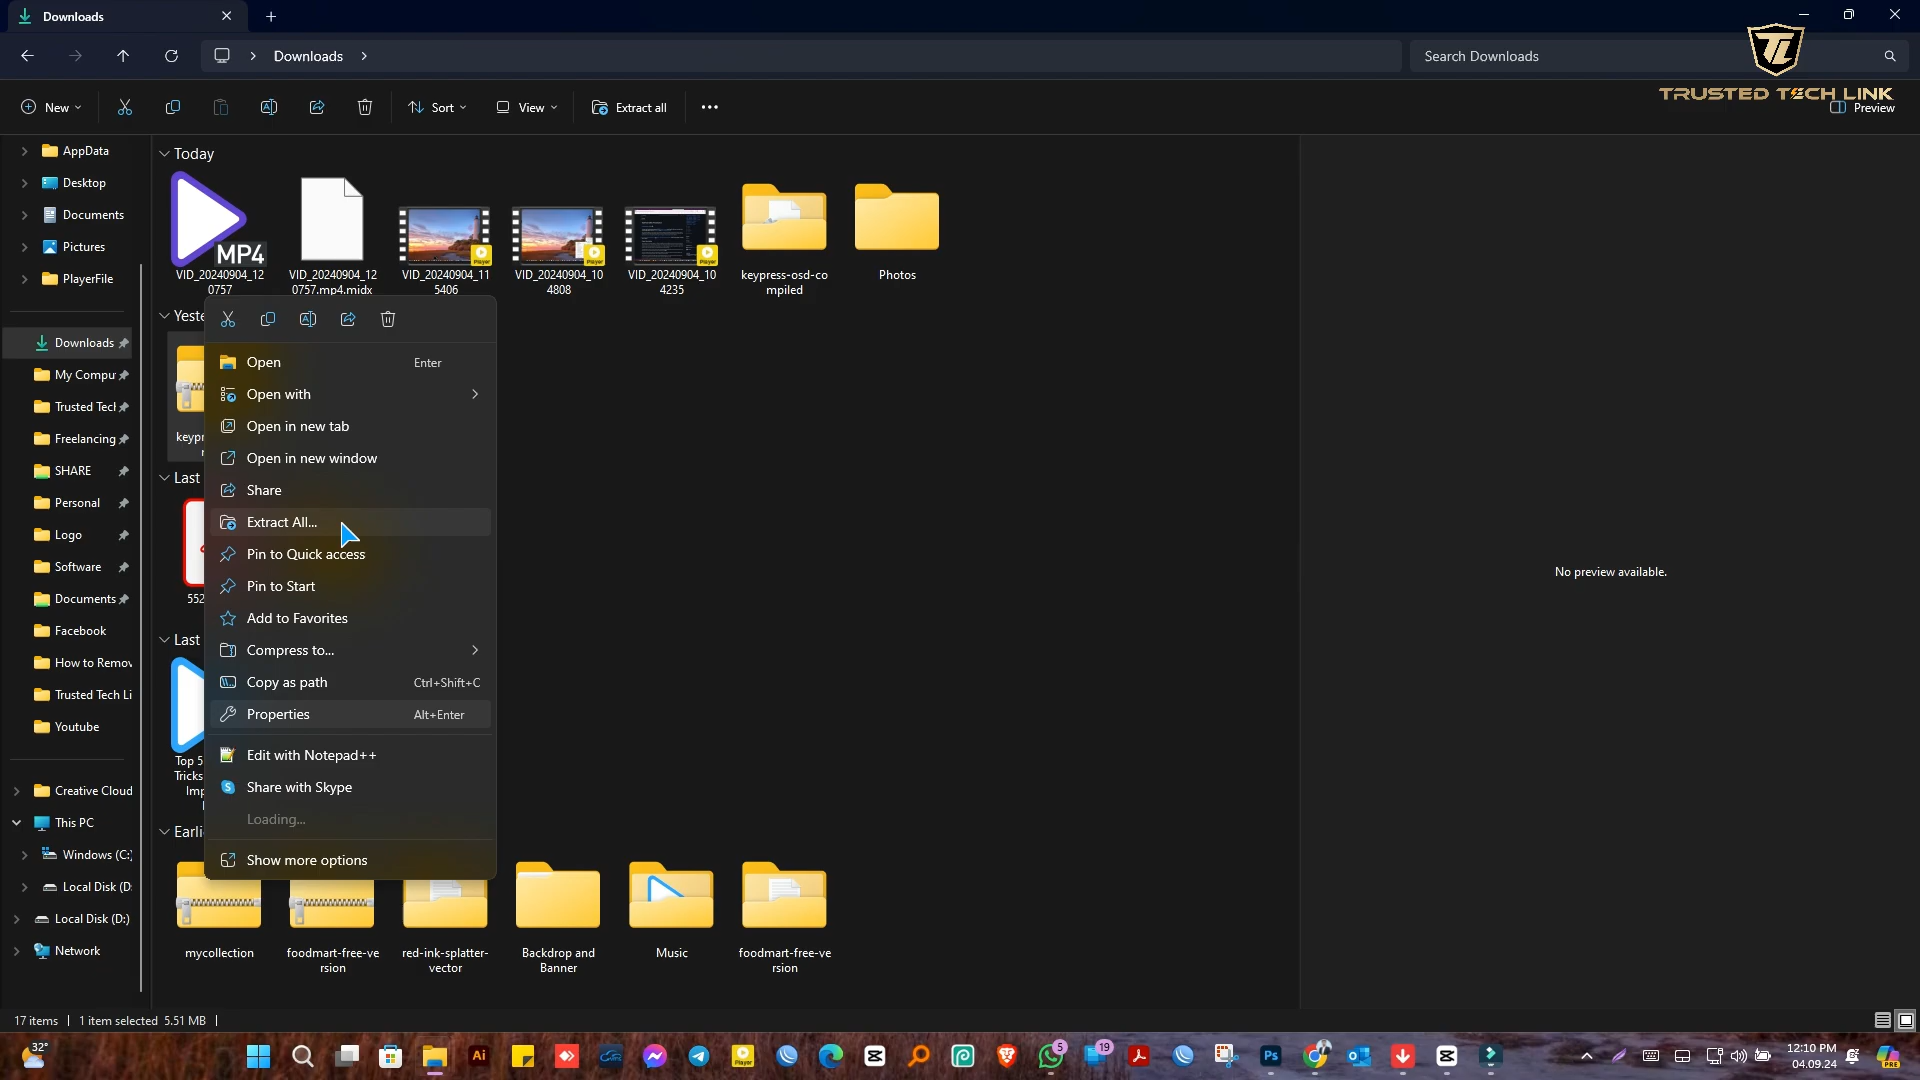 Downloads
Downloads
Search Downloads
TRUSTED TECH LINK
New
Sort
View
Extract all
Preview
AppData
Desktop
Documents
Pictures
PlayerFile
Downloads
My Compu
Trusted Tecl
Freelancing
SHARE
Personal
Logo
Software
Documents
Facebook
How to Remov
Trusted Tech Li
Youtube
Creative Cloud
This PC
Windows (C:)
Local Disk (D:
Local Disk (D:)
Network
Today
MP4
VID_20240904_12
0757
VID_20240904_12
0757.mp4.midx
VID_20240904_11
5406
VID_20240904_10
4808
VID_20240904_10
4235
keypress-osd-co
mpiled
Photos
Yeste
keypr
Last
552
Last
Top 5
Tricks
Imp
Earli
Open Enter
Open with
Open in new tab
Open in new window
Share
Extract All...
Pin to Quick access
Pin to Start
Add to Favorites
Compress to...
Copy as path Ctrl+Shift+C
Properties Alt+Enter
Edit with Notepad++
Share with Skype
Loading...
Show more options
mycollection
foodmart-free-ve
rsion
red-ink-splatter-
vector
Backdrop and
Banner
Music
foodmart-free-ve
rsion
No preview available.
17 items 1 item selected 5.51 MB
32°
Ai
Player
5
19
Ps
12:10 PM
04.09.24
PRE